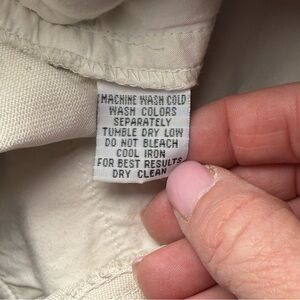 MACHINE WASH COLD
WASH COLORS
SEPARATELY
TUMBLE DRY LOW
DO NOT BLEACH
COOL IRON
FOR BEST RESULTS
DRY CLEAN